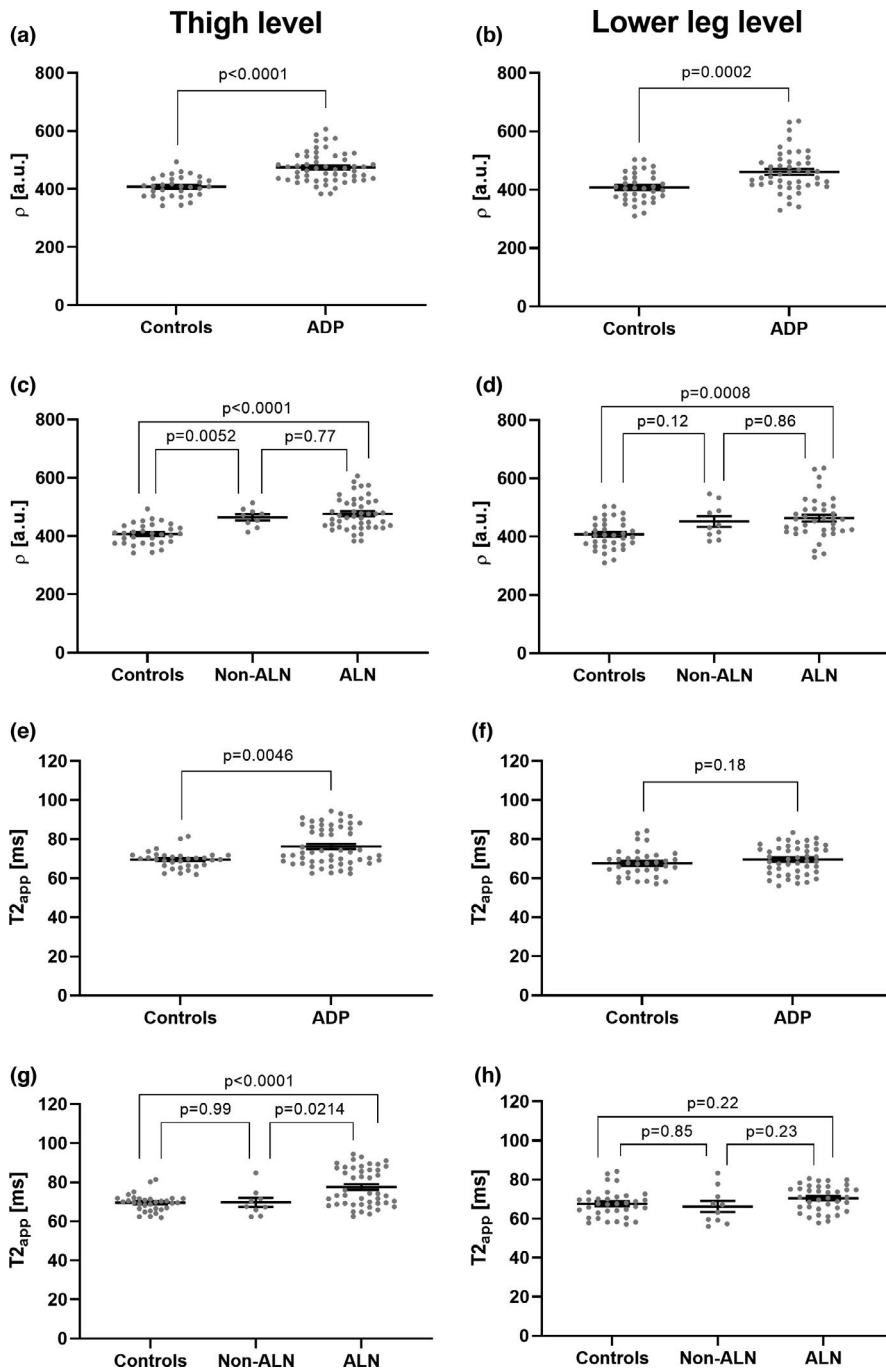 Thigh level
Lower leg level
(a)
p<0.0001
800
600
400
200
0
ρ [a.u.]
Controls ADP
(b)
p=0.0002
800
600
400
200
0
ρ [a.u.]
Controls ADP
(c)
p<0.0001
p=0.0052 p=0.77
800
600
400
200
0
ρ [a.u.]
Controls Non-ALN ALN
(d)
p=0.0008
p=0.12 p=0.86
800
600
400
200
0
ρ [a.u.]
Controls Non-ALN ALN
(e)
p=0.0046
120
100
80
60
40
20
0
T2app [ms]
Controls ADP
(f)
p=0.18
120
100
80
60
40
20
0
T2app [ms]
Controls ADP
(g)
p<0.0001
p=0.99 p=0.0214
120
100
80
60
40
20
0
T2app [ms]
Controls Non-ALN ALN
(h)
p=0.22
p=0.85 p=0.23
120
100
80
60
40
20
0
T2app [ms]
Controls Non-ALN ALN